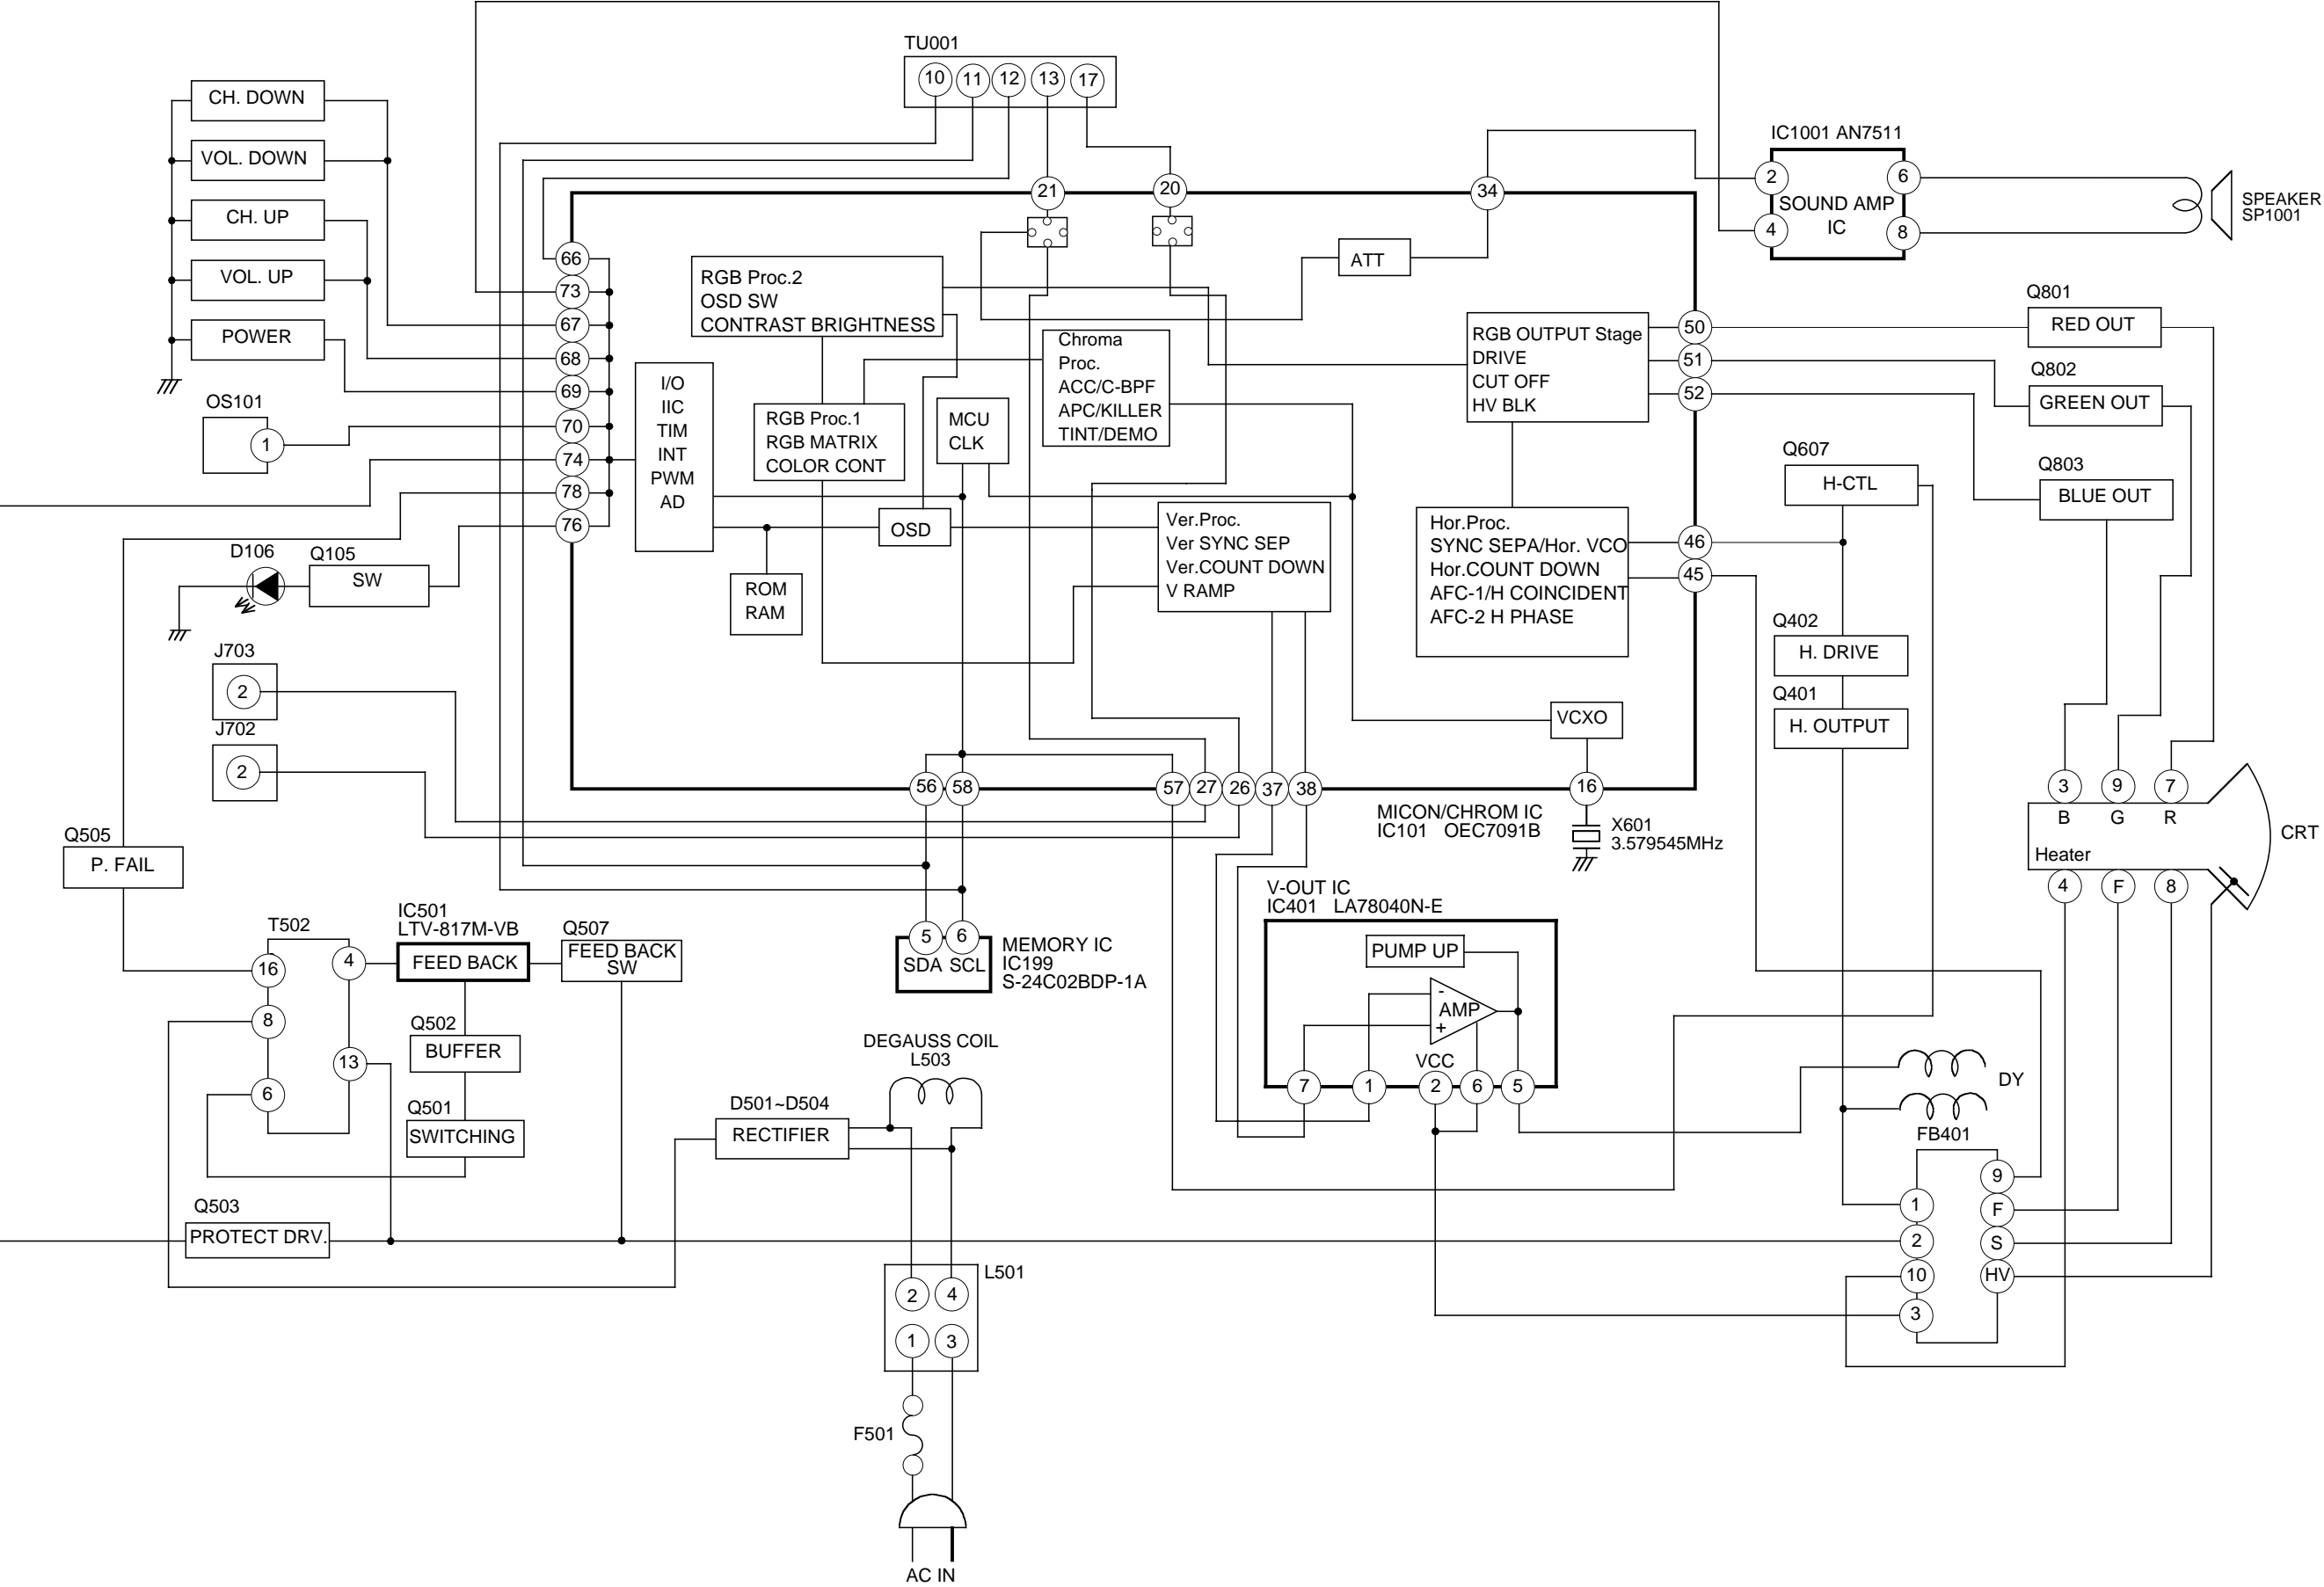 TU001
10 11 12 13 17
CH. DOWN
VOL. DOWN
CH. UP
VOL. UP
POWER
OS101
1
21
20
34
IC1001 AN7511
2
6
SOUND AMP
IC
4
8
SPEAKER
SP1001
66
73
67
68
69
70
74
78
76
I/O
IIC
TIM
INT
PWM
AD
RGB Proc.2
OSD SW
CONTRAST BRIGHTNESS
RGB Proc.1
RGB MATRIX
COLOR CONT
MCU
CLK
Chroma
Proc.
ACC/C-BPF
APC/KILLER
TINT/DEMO
ATT
RGB OUTPUT Stage
DRIVE
CUT OFF
HV BLK
50
51
52
Q801
RED OUT
Q802
GREEN OUT
Q803
BLUE OUT
Q607
H-CTL
OSD
ROM
RAM
Ver.Proc.
Ver SYNC SEP
Ver.COUNT DOWN
V RAMP
Hor.Proc.
SYNC SEPA/Hor. VCO
Hor.COUNT DOWN
AFC-1/H COINCIDENT
AFC-2 H PHASE
46
45
Q402
H. DRIVE
Q401
H. OUTPUT
VCXO
D106
Q105
SW
J703
2
J702
2
56 58 57 27 26 37 38 16
MICON/CHROM IC
IC101 OEC7091B
X601
3.579545MHz
3 9 7
B G R
Heater
CRT
4 F 8
Q505
P. FAIL
T502
16
4
8
13
6
IC501
LTV-817M-VB
FEED BACK
Q507
FEED BACK
SW
Q502
BUFFER
Q501
SWITCHING
Q503
PROTECT DRV.
5 6
SDA SCL
MEMORY IC
IC199
S-24C02BDP-1A
DEGAUSS COIL
L503
D501~D504
RECTIFIER
V-OUT IC
IC401 LA78040N-E
PUMP UP
-
AMP
+
VCC
7 1 2 6 5
DY
FB401
9
1
F
2
S
10
HV
3
L501
2 4
1 3
F501
AC IN